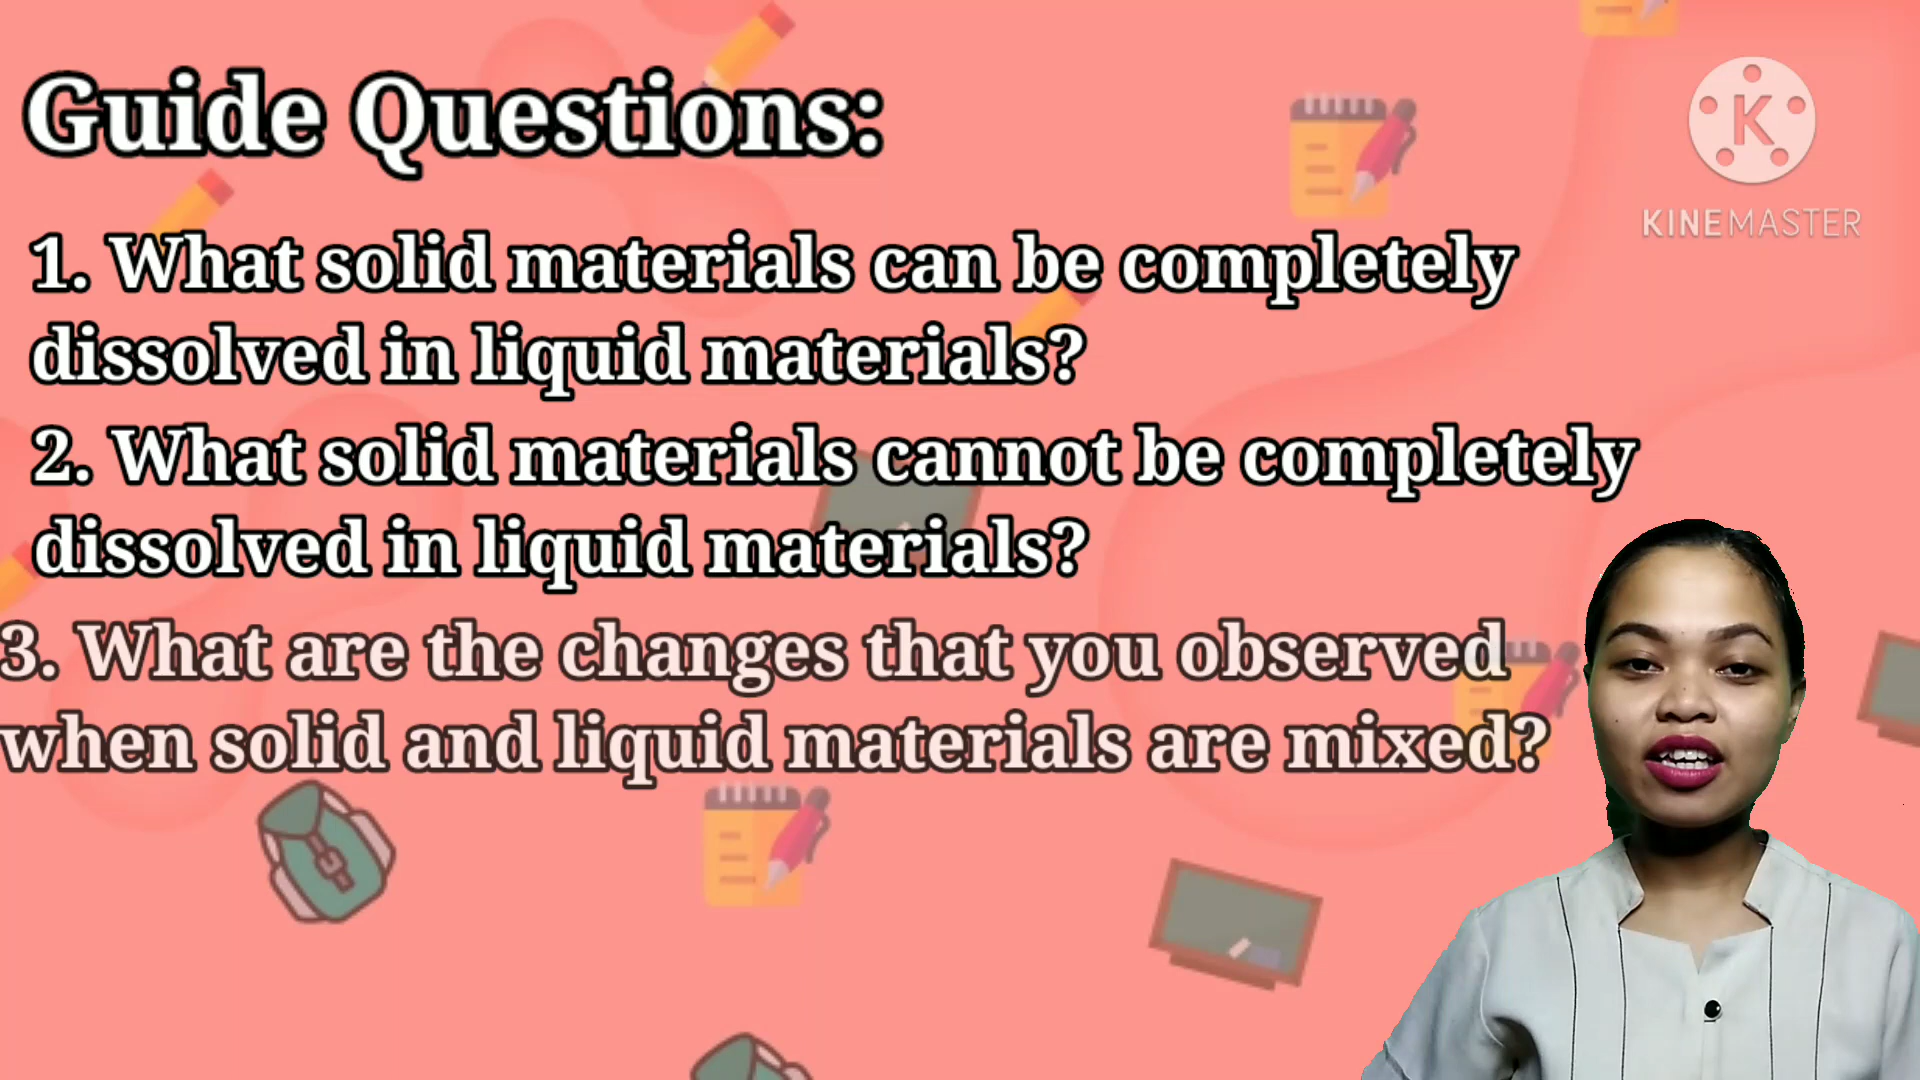 Guide Questions:
KINEMASTER
1. What solid materials can be completely
dissolved in liquid materials?
2. What solid materials cannot be completely
dissolved in liquid materials?
3. What are the changes that you observed
when solid and liquid materials are mixed?